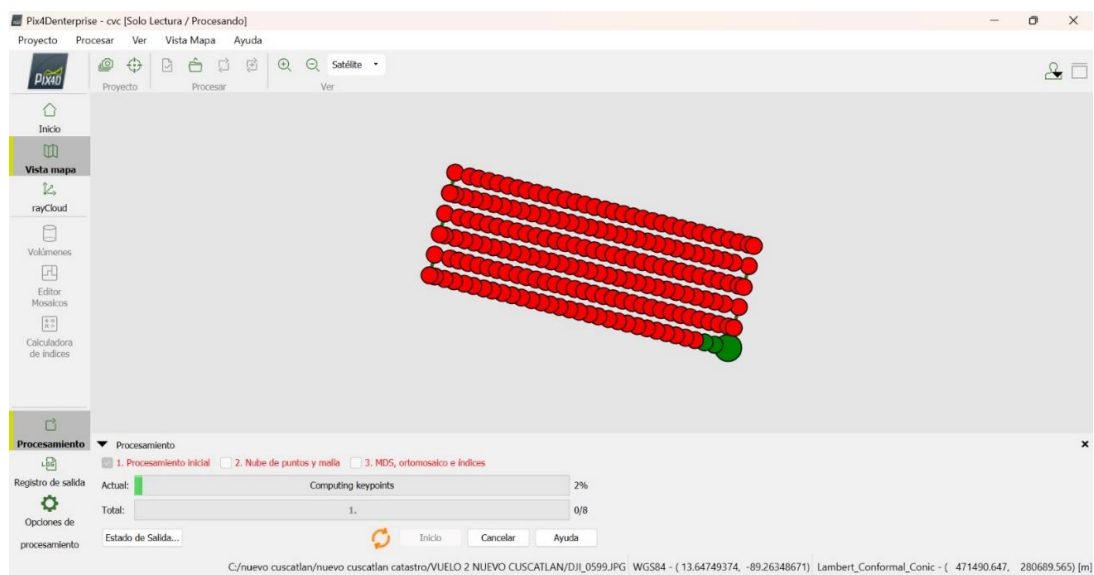 Pix4Denterprise - cvc [Solo Lectura / Procesando]
Proyecto Procesar Ver Vista Mapa Ayuda
PIX4D
Satélite
Proyecto Procesar Ver
Inicio
Vista mapa
rayCloud
Volúmenes
Editor
Mosaicos
Calculadora
de índices
Procesamiento
Registro de salida
Opciones de
procesamiento
Procesamiento
1. Procesamiento inicial 2. Nube de puntos y malla 3. MDS, ortomosaico e índices
Actual: Computing keypoints 2%
Total: 1. 0/8
Estado de Salida... Inicio Cancelar Ayuda
C:/nuevo cuscatlan/nuevo cuscatlan catastro/VUELO 2 NUEVO CUSCATLAN/DJI_0599.JPG WGS84 - ( 13.64749374, -89.26348671) Lambert_Conformal_Conic - ( 471490.647, 280689.565) [m]